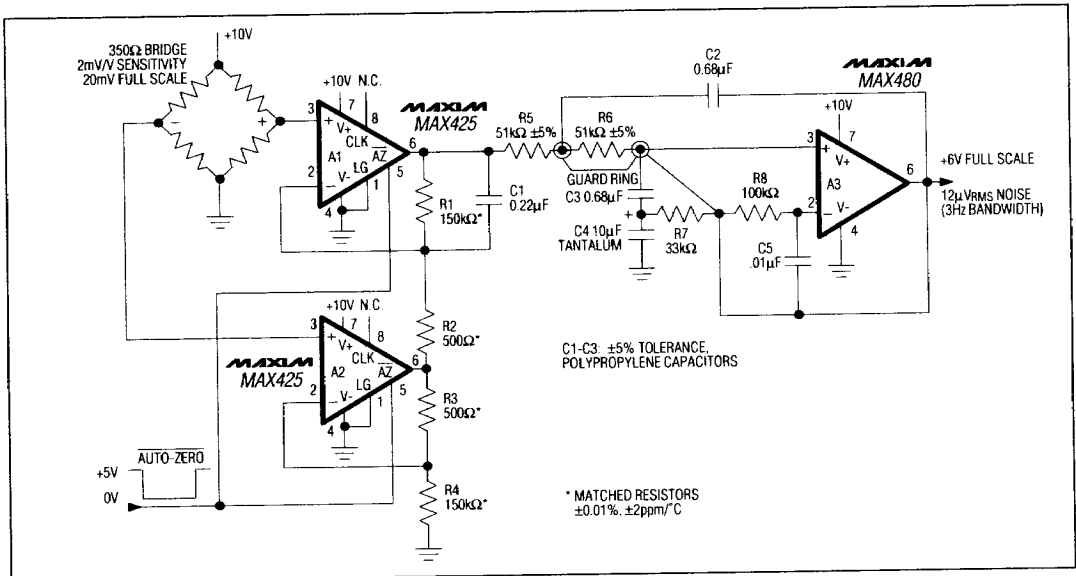 +10V
350Ω BRIDGE
2mV/V SENSITIVITY
20mV FULL SCALE
−
+
+10V N.C.
7
8
3
+
V+
CLK
A1
AZ
LG
2
−
V-
1
5
6
4
MAXIM
MAX425
R1
150kΩ*
C1
0.22µF
R5
51kΩ ±5%
R6
51kΩ ±5%
GUARD RING
C2
0.68µF
C3 0.68µF
+
C4 10µF
TANTALUM
R7
33kΩ
R8
100kΩ
C5
.01µF
MAXIM
MAX480
+10V
7
3
+
V+
A3
6
2
−
V-
4
+6V FULL SCALE
12µVRMS NOISE
(3Hz BANDWIDTH)
+10V N.C.
7
8
3
+
V+
CLK
A2
AZ
LG
2
−
V-
1
5
6
4
MAXIM
MAX425
R2
500Ω*
R3
500Ω*
R4
150kΩ*
AUTO-ZERO
+5V
0V
C1-C3: ±5% TOLERANCE,
POLYPROPYLENE CAPACITORS
* MATCHED RESISTORS
±0.01%, ±2ppm/°C